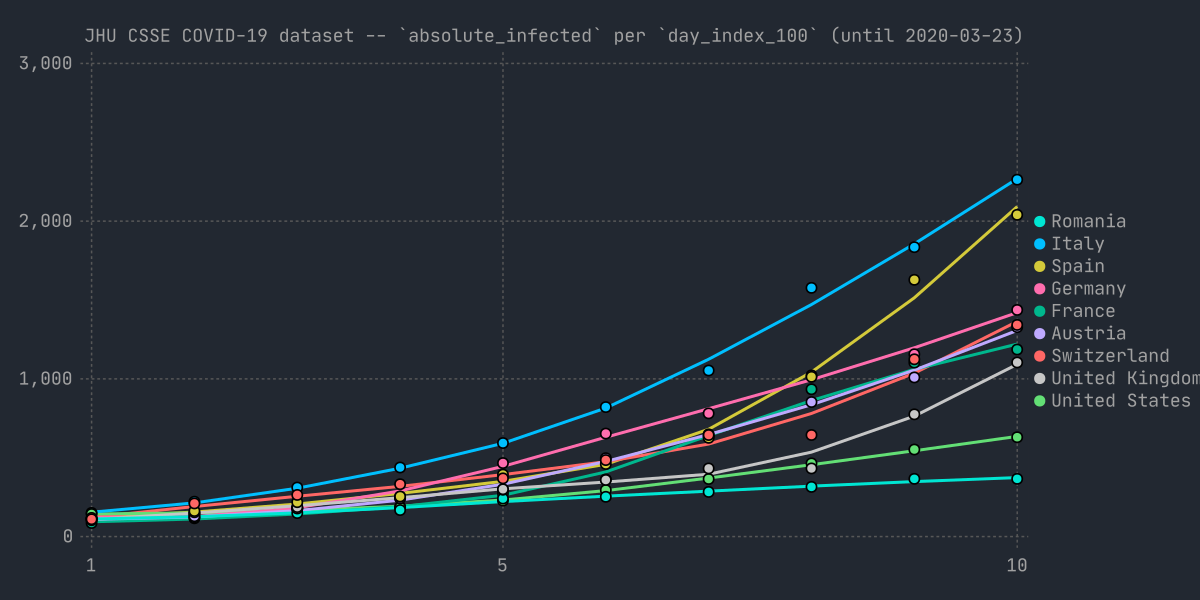 JHU CSSE COVID-19 dataset -- `absolute_infected` per `day_index_100` (until 2020-03-23)
3,000
2,000
1,000
0
1
5
10
Romania
Italy
Spain
Germany
France
Austria
Switzerland
United Kingdom
United States